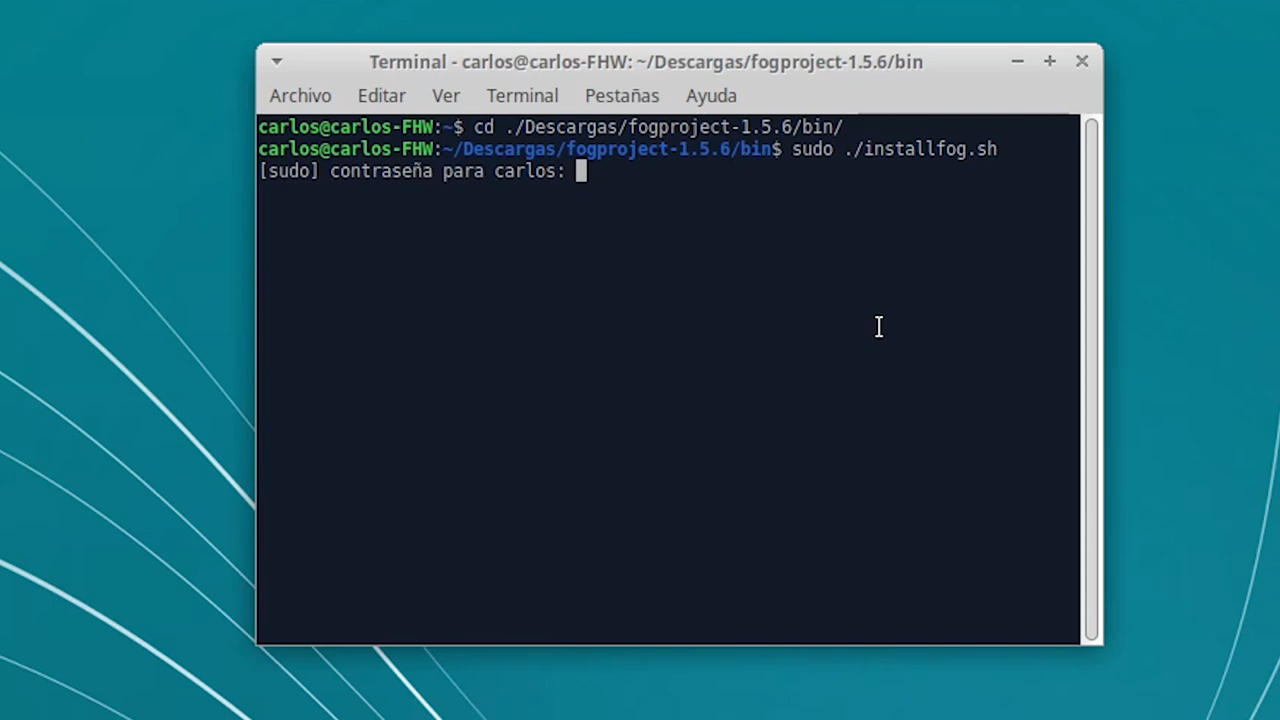 Terminal - carlos@carlos-FHW: ~/Descargas/fogproject-1.5.6/bin
Archivo Editar Ver Terminal Pestañas Ayuda
carlos@carlos-FHW:~$ cd ./Descargas/fogproject-1.5.6/bin/
carlos@carlos-FHW:~/Descargas/fogproject-1.5.6/bin$ sudo ./installfog.sh
[sudo] contraseña para carlos: